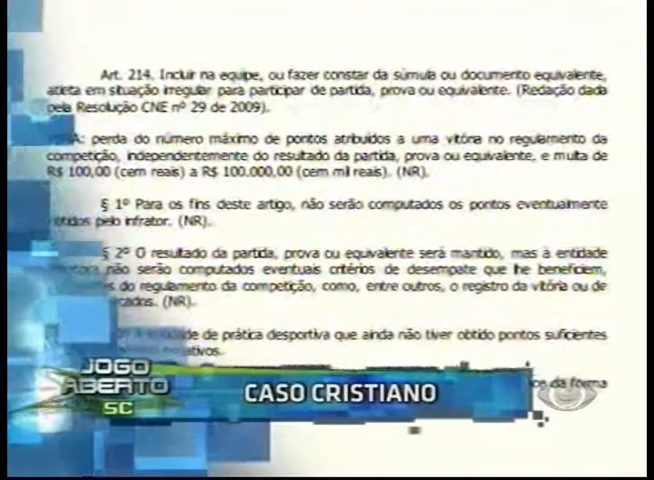 Art. 214. Incluir na equipe, ou fazer constar da súmula ou documento equivalente,
atleta em situação irregular para participar de partida, prova ou equivalente. (Redação dada
pela Resolução CNE nº 29 de 2009).
perda do número máximo de pontos atribuídos a uma vitória no regulamento da
competição, independentemente do resultado da partida, prova ou equivalente, e multa de
R$ 100,00 (cem reais) a R$ 100.000,00 (cem mil reais). (NR).
§ 1º Para os fins deste artigo, não serão computados os pontos eventualmente
obtidos pelo infrator. (NR).
§ 2º O resultado da partida, prova ou equivalente será mantido, mas à entidade
não serão computados eventuais critérios de desempate que lhe beneficiem,
do regulamento da competição, como, entre outros, o registro da vitória ou de
(NR).
de prática desportiva que ainda não tiver obtido pontos suficientes
da forma
JOGO
ABERTO
SC
CASO CRISTIANO